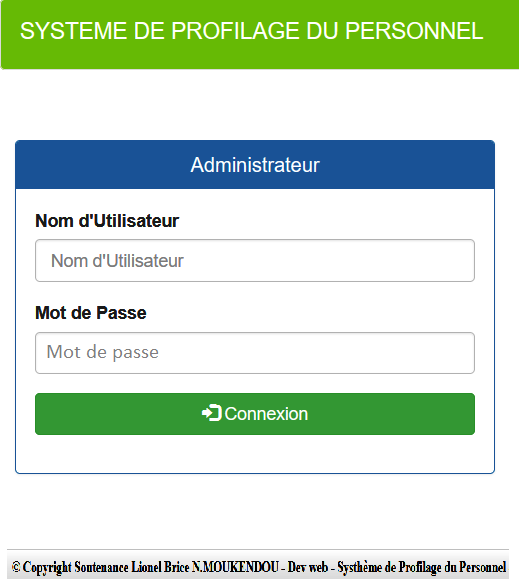 SYSTEME DE PROFILAGE DU PERSONNEL
Administrateur
Nom d'Utilisateur
Nom d'Utilisateur
Mot de Passe
Mot de passe
Connexion
© Copyright Soutenance Lionel Brice N.MOUKENDOU - Dev web - Systhème de Profilage du Personnel